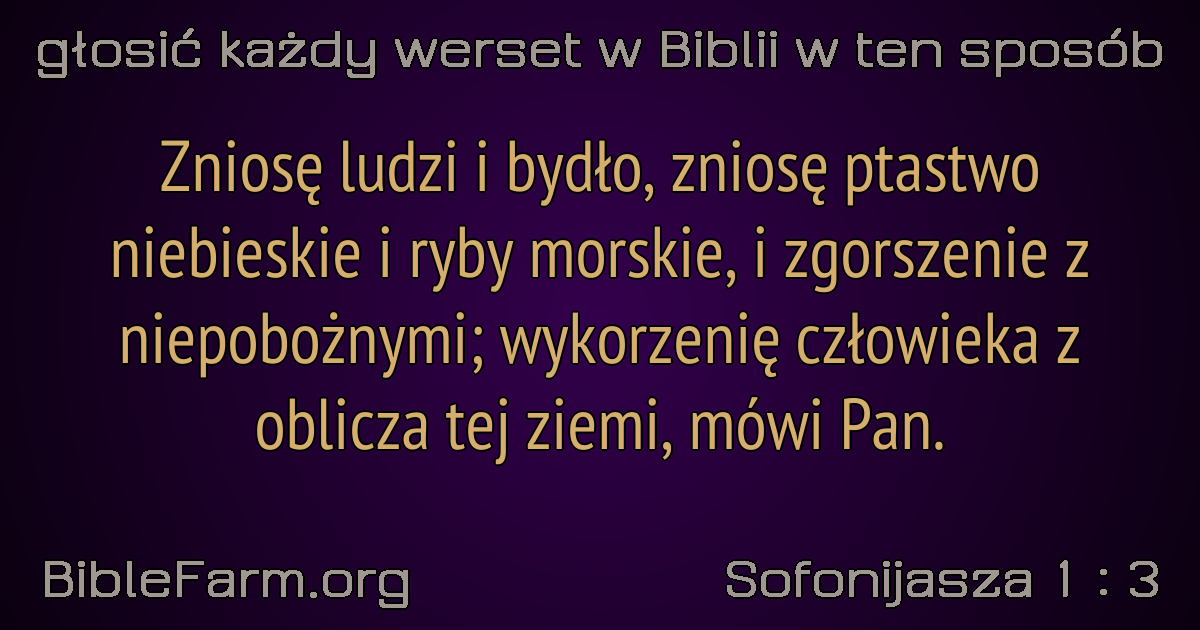 głosić każdy werset w Biblii w ten sposób
Zniosę ludzi i bydło, zniosę ptastwo
niebieskie i ryby morskie, i zgorszenie z
niepobożnymi; wykorzenię człowieka z
oblicza tej ziemi, mówi Pan.
BibleFarm.org
Sofonijasza 1 : 3